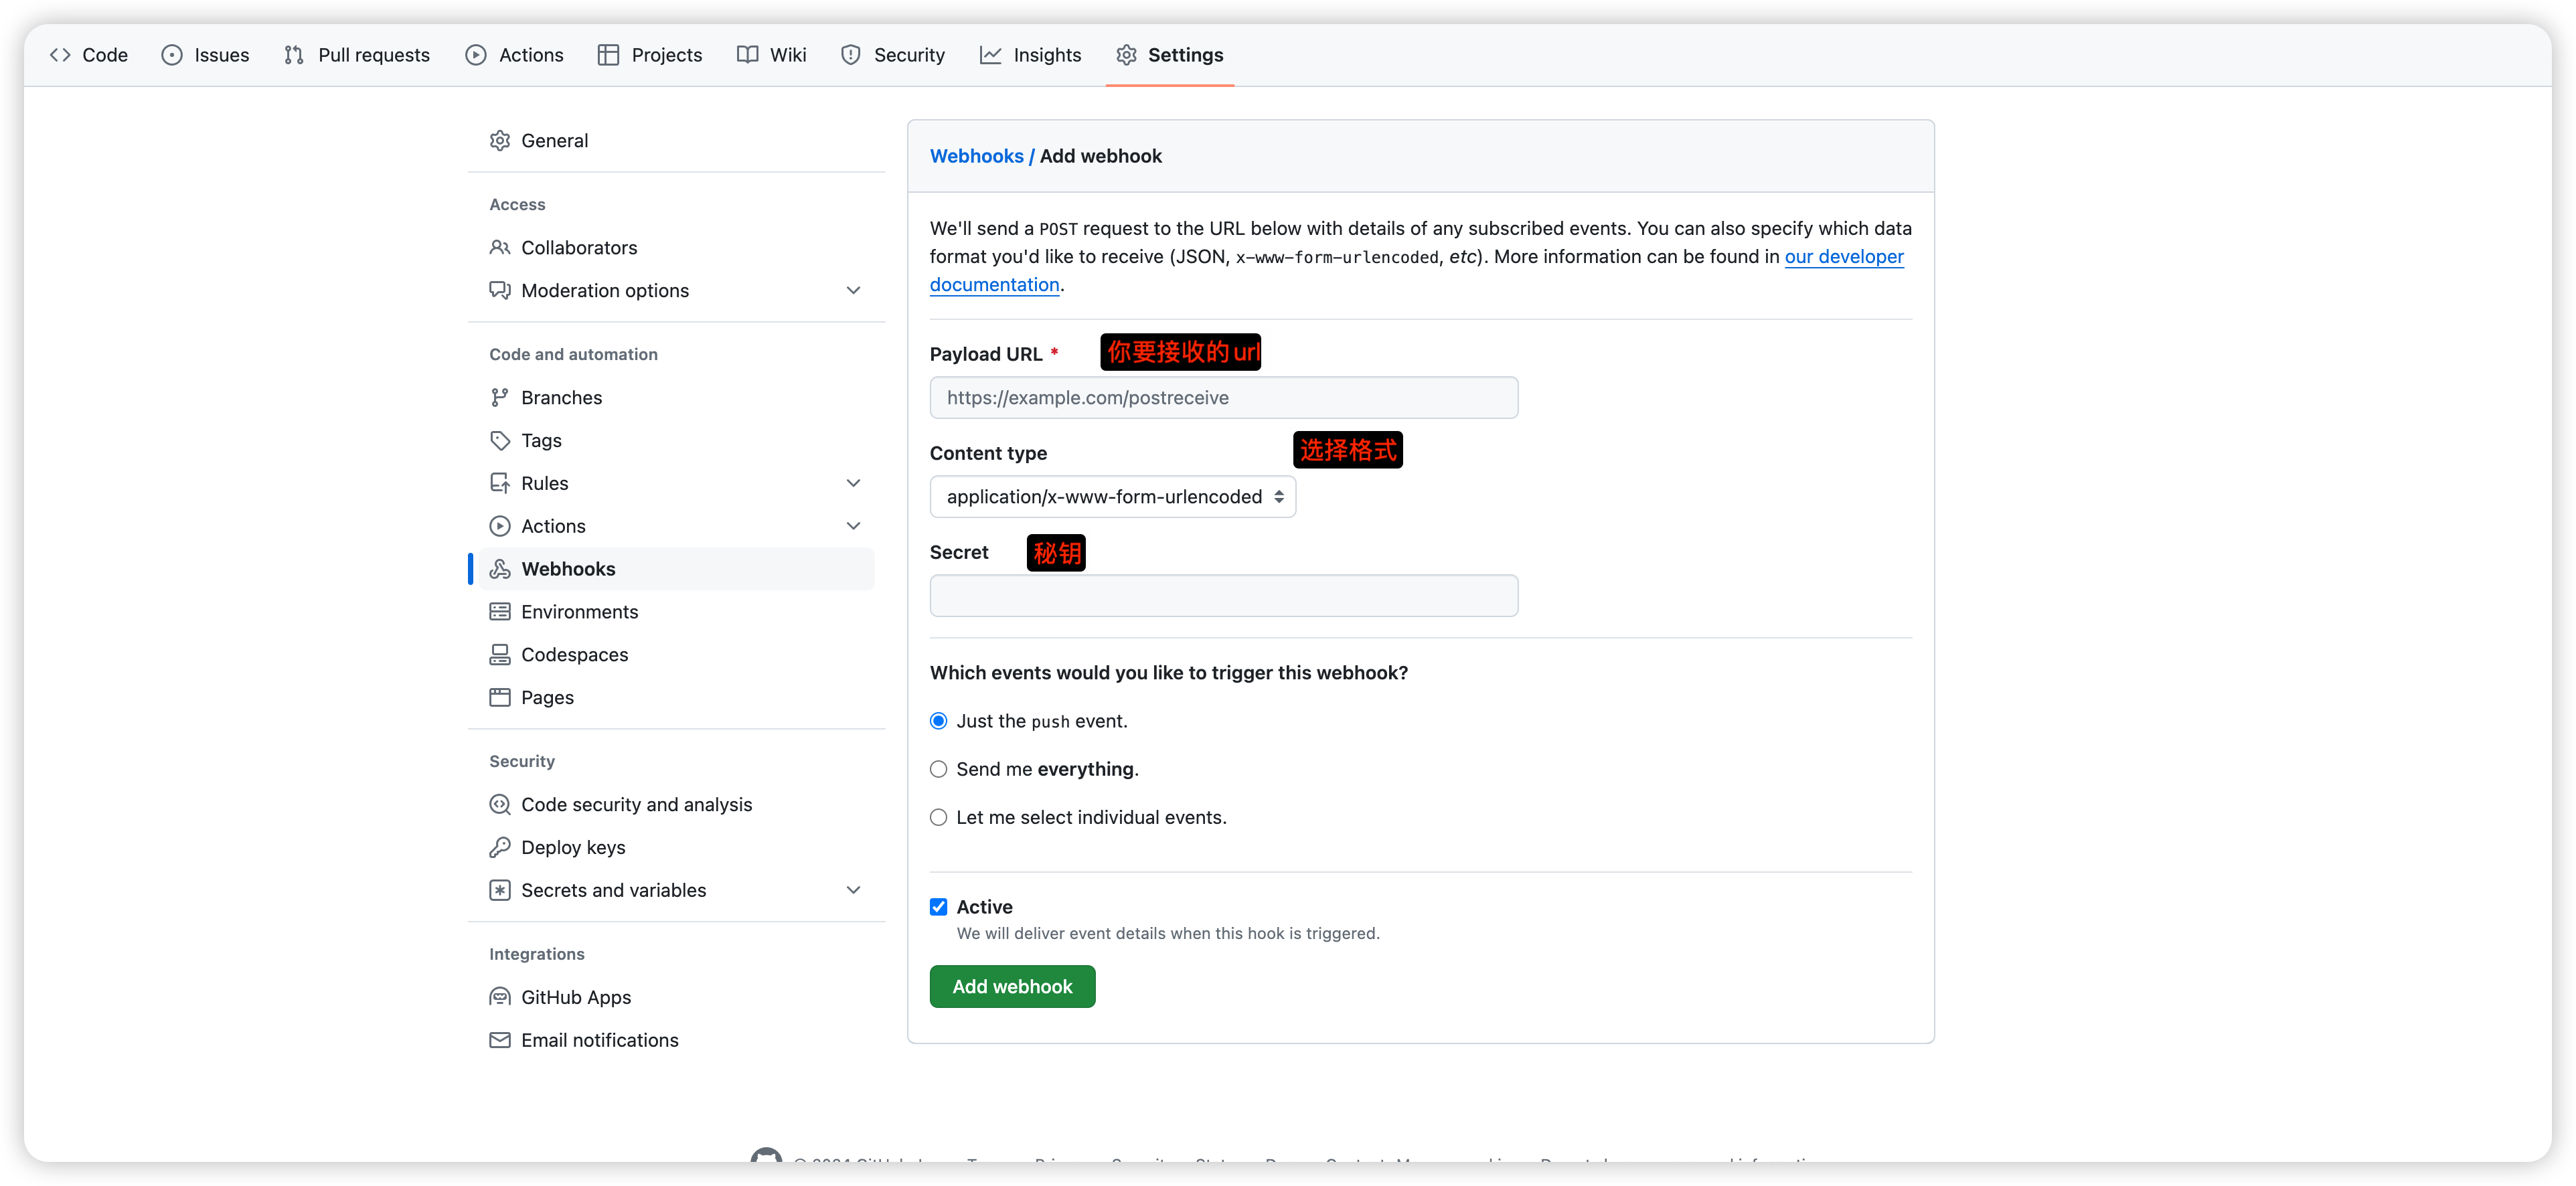 Code Issues Pull requests Actions Projects Wiki Security Insights Settings
General
Access
Collaborators
Moderation options
Code and automation
Branches
Tags
Rules
Actions
Webhooks
Environments
Codespaces
Pages
Security
Code security and analysis
Deploy keys
Secrets and variables
Integrations
GitHub Apps
Email notifications
Webhooks / Add webhook
We'll send a POST request to the URL below with details of any subscribed events. You can also specify which data
format you'd like to receive (JSON, x-www-form-urlencoded, etc). More information can be found in our developer
documentation.
Payload URL * 你要接收的url
https://example.com/postreceive
Content type 选择格式
application/x-www-form-urlencoded
Secret 秘钥
Which events would you like to trigger this webhook?
Just the push event.
Send me everything.
Let me select individual events.
Active
We will deliver event details when this hook is triggered.
Add webhook